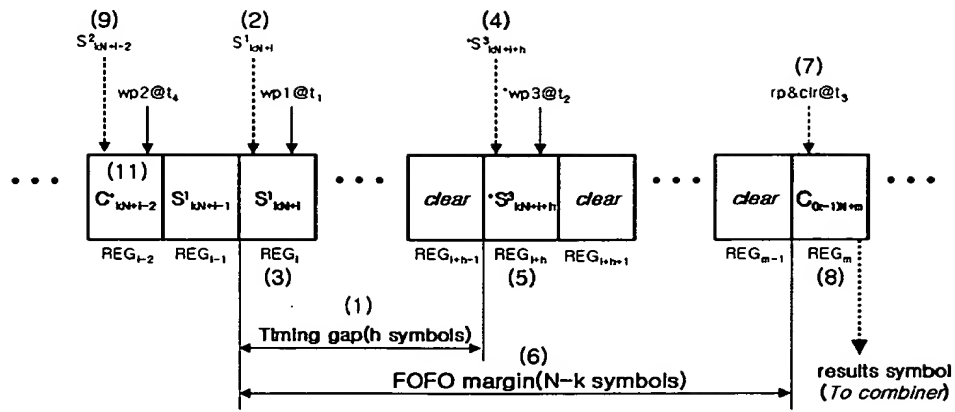 (9) (2) (4) (7)
S²kN+i-2 S¹kN+i *S³kN+i+h
wp2@t₄ wp1@t₁ *wp3@t₂ rp&clr@t₃
(11)
• • • C*kN+i-2 S¹kN+i-1 S¹kN+i • • • clear *S³kN+i+h clear • • • clear C(k-1)N+m • • •
REGi-2 REGi-1 REGi REGi+h-1 REGi+h REGi+h+1 REGm-1 REGm
(3) (5) (8)
(1)
Timing gap(h symbols)
(6)
FOFO margin(N-k symbols)
results symbol
(To combiner)